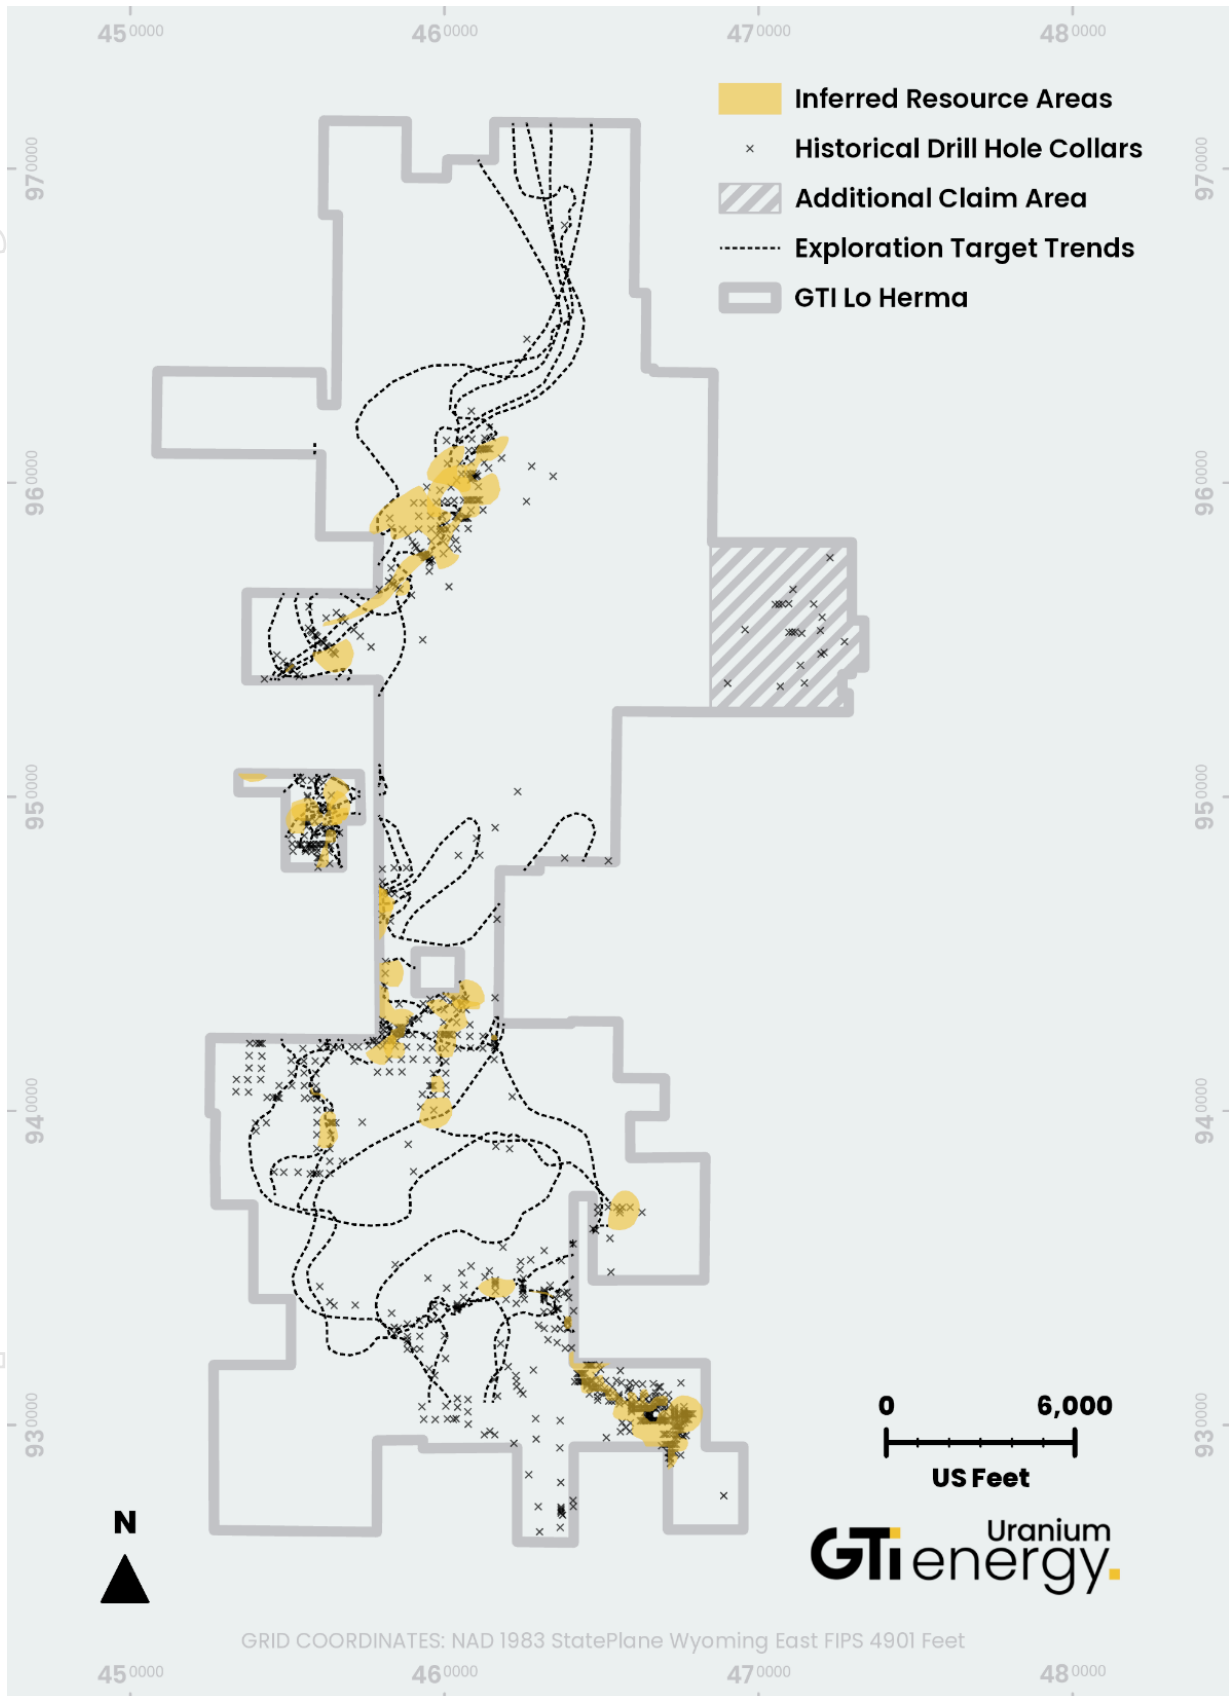 450000 460000 470000 480000
Inferred Resource Areas
Historical Drill Hole Collars
Additional Claim Area
Exploration Target Trends
GTI Lo Herma
970000 970000
960000 960000
950000 950000
940000 940000
930000 930000
0 6,000
US Feet
N
Uranium
GTi energy.
GRID COORDINATES: NAD 1983 StatePlane Wyoming East FIPS 4901 Feet
450000 460000 470000 480000